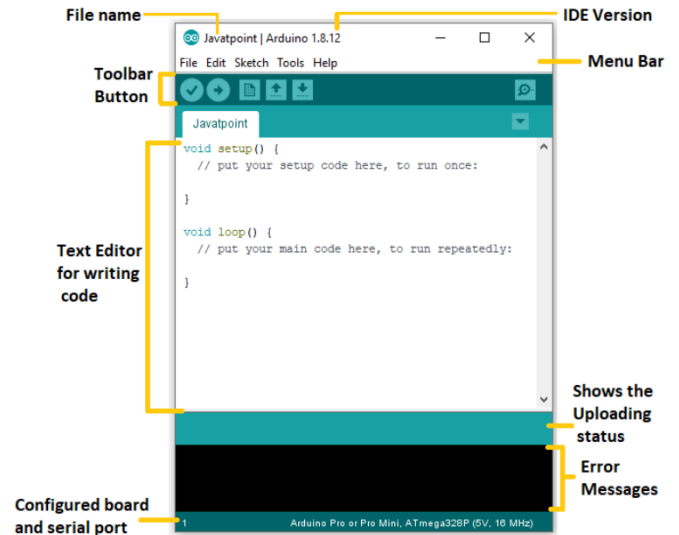 File name
IDE Version
Javatpoint | Arduino 1.8.12
File Edit Sketch Tools Help
Menu Bar
Toolbar
Button
Javatpoint
void setup() {
// put your setup code here, to run once:
}
void loop() {
// put your main code here, to run repeatedly:
}
Text Editor
for writing
code
Shows the
Uploading
status
Error
Messages
Configured board
and serial port
1
Arduino Pro or Pro Mini, ATmega328P (5V, 16 MHz)